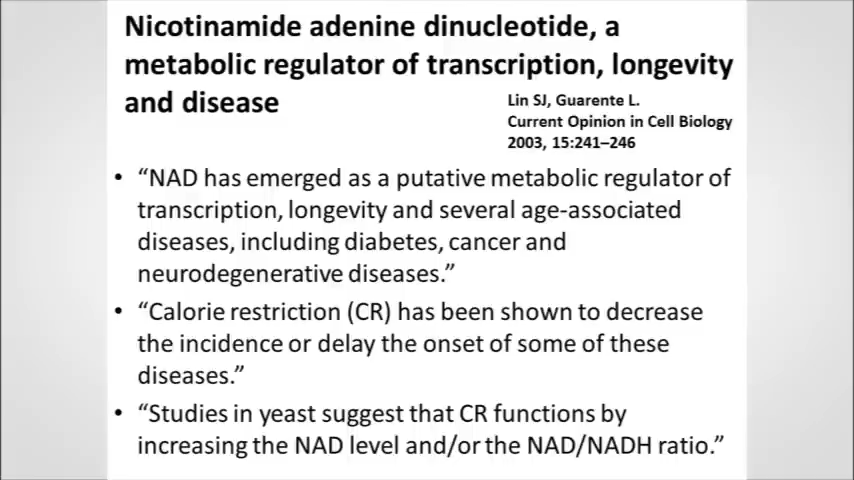 Nicotinamide adenine dinucleotide, a
metabolic regulator of transcription, longevity
and disease
Lin SJ, Guarente L.
Current Opinion in Cell Biology
2003, 15:241–246
• “NAD has emerged as a putative metabolic regulator of
transcription, longevity and several age-associated
diseases, including diabetes, cancer and
neurodegenerative diseases.”
• “Calorie restriction (CR) has been shown to decrease
the incidence or delay the onset of some of these
diseases.”
• “Studies in yeast suggest that CR functions by
increasing the NAD level and/or the NAD/NADH ratio.”